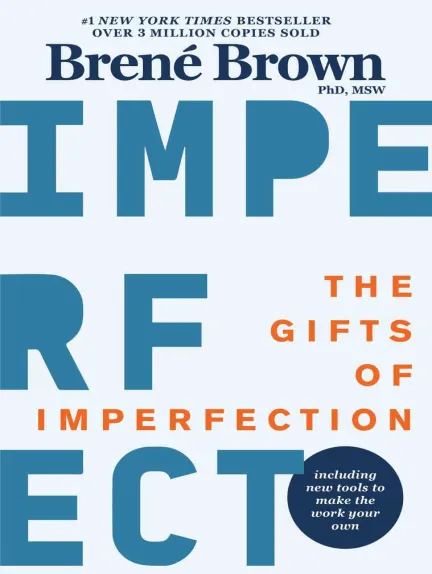 #1 NEW YORK TIMES BESTSELLER
OVER 3 MILLION COPIES SOLD
Brené Brown
PhD, MSW
IMPE
RF
THE
GIFTS
OF
IMPERFECTION
ECT
including
new tools to
make the
work your
own